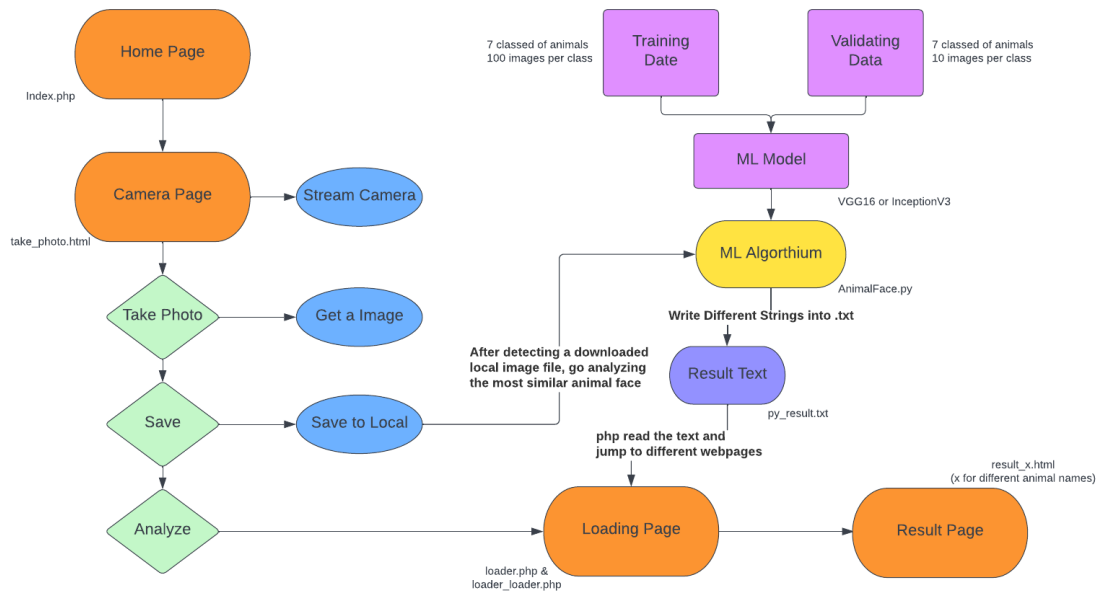 Home Page
Index.php
Camera Page
take_photo.html
Stream Camera
Take Photo
Get a Image
Save
Save to Local
Analyze
7 classed of animals
100 images per class
Training
Date
Validating
Data
7 classed of animals
10 images per class
ML Model
VGG16 or InceptionV3
ML Algorthium
AnimalFace.py
Write Different Strings into .txt
After detecting a downloaded
local image file, go analyzing
the most similar animal face
Result Text
py_result.txt
php read the text and
jump to different webpages
Loading Page
loader.php &
loader_loader.php
result_x.html
(x for different animal names)
Result Page